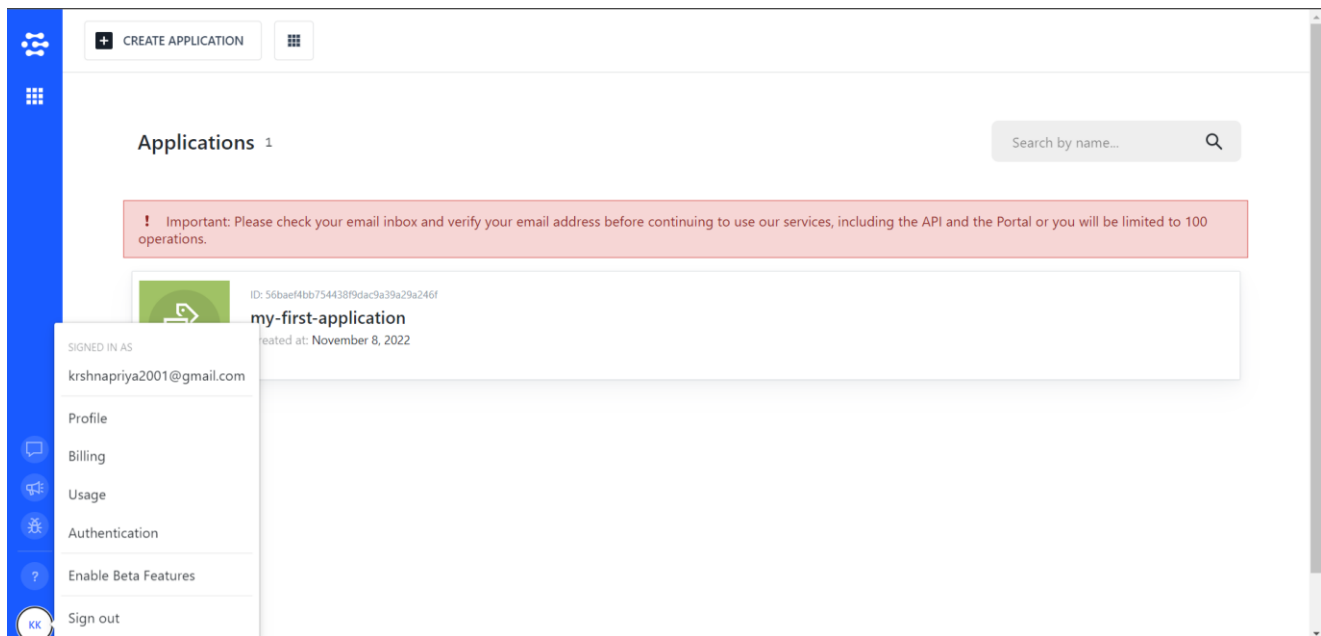 CREATE APPLICATION
Applications 1
Search by name...
! Important: Please check your email inbox and verify your email address before continuing to use our services, including the API and the Portal or you will be limited to 100
operations.
ID: 56baef4bb754438f9dac9a39a29a246f
my-first-application
reated at: November 8, 2022
SIGNED IN AS
krshnapriya2001@gmail.com
Profile
Billing
Usage
Authentication
Enable Beta Features
?
Sign out
KK